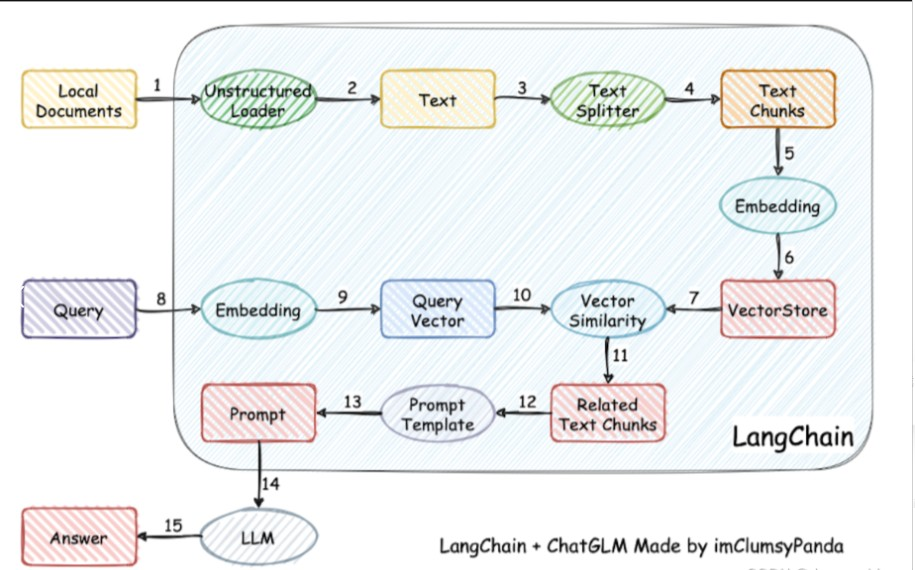 Local
Documents
1
Unstructured
Loader
2
Text
3
Text
Splitter
4
Text
Chunks
5
Embedding
6
Query
8
Embedding
9
Query
Vector
10
Vector
Similarity
7
VectorStore
11
Prompt
13
Prompt
Template
12
Related
Text Chunks
LangChain
14
Answer
15
LLM
LangChain + ChatGLM Made by imClumsyPanda